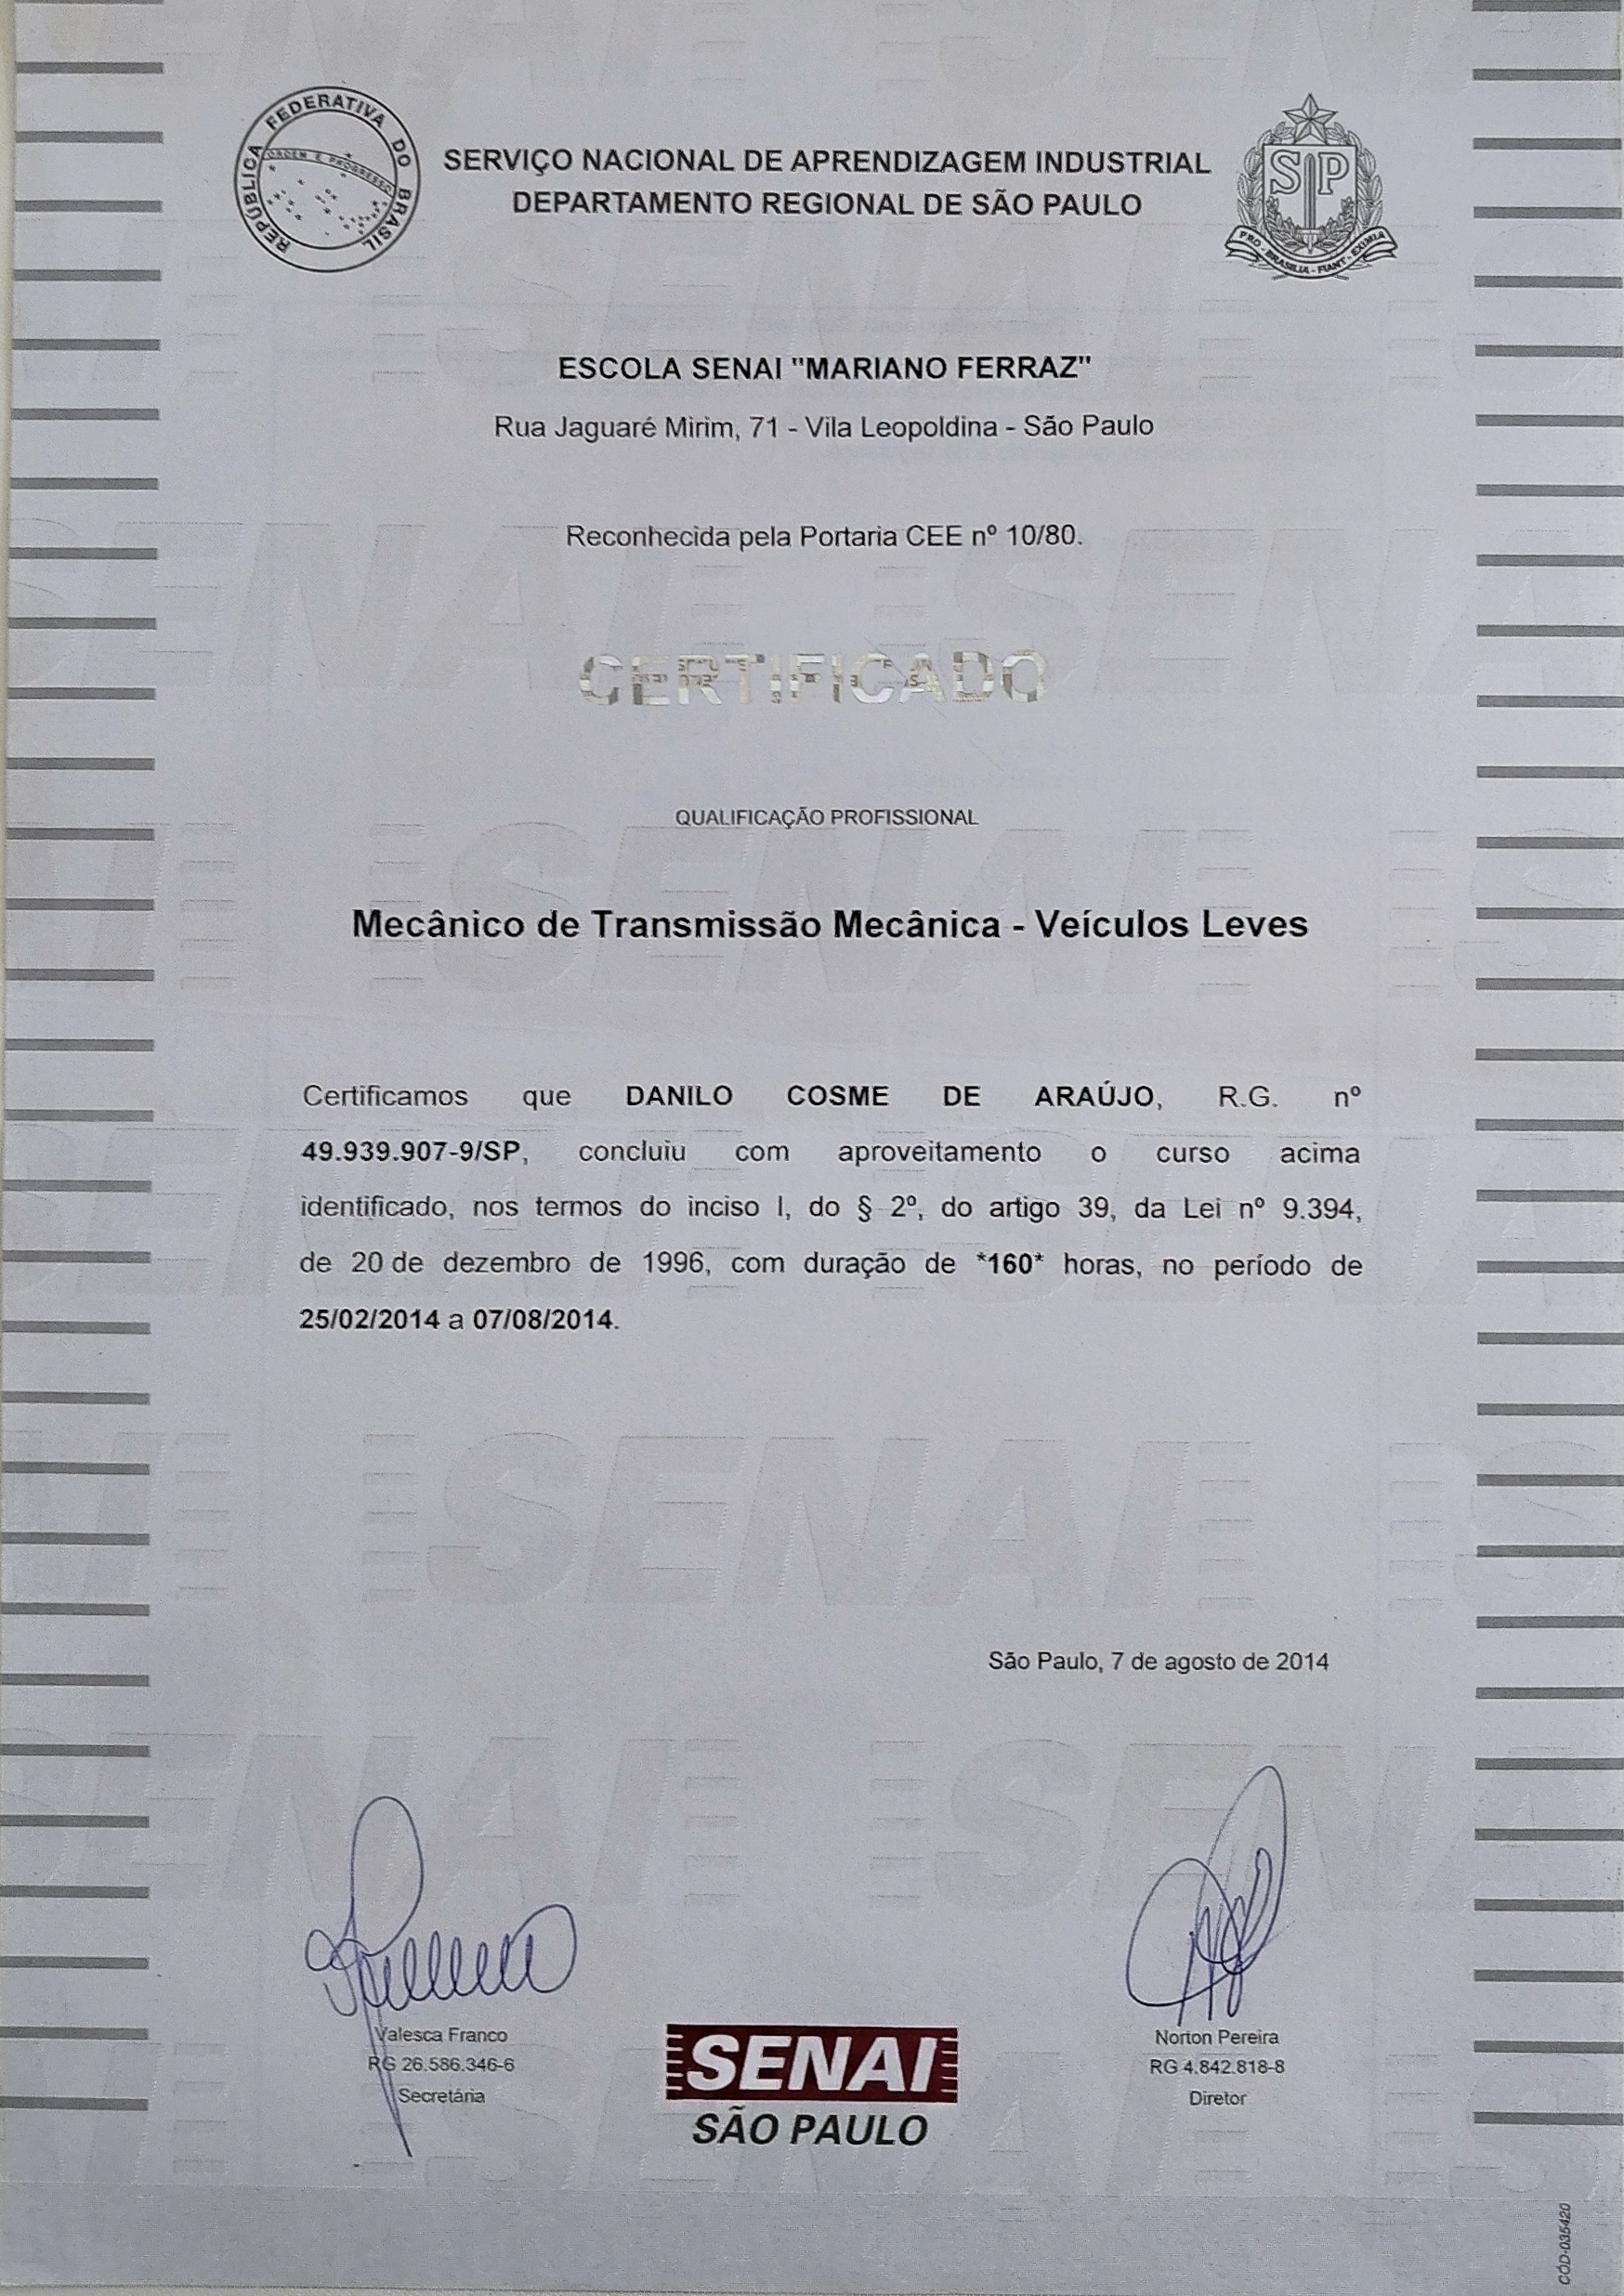 REPÚBLICA FEDERATIVA DO BRASIL
ORDEM E PROGRESSO
SERVIÇO NACIONAL DE APRENDIZAGEM INDUSTRIAL
DEPARTAMENTO REGIONAL DE SÃO PAULO
SP
PRO - BRASILIA - FIANT - EXIMIA
ESCOLA SENAI "MARIANO FERRAZ"
Rua Jaguaré Mirim, 71 - Vila Leopoldina - São Paulo
Reconhecida pela Portaria CEE nº 10/80.
CERTIFICADO
QUALIFICAÇÃO PROFISSIONAL
Mecânico de Transmissão Mecânica - Veículos Leves
Certificamos que DANILO COSME DE ARAÚJO, R.G. nº
49.939.907-9/SP, concluiu com aproveitamento o curso acima
identificado, nos termos do inciso I, do § 2º, do artigo 39, da Lei nº 9.394,
de 20 de dezembro de 1996, com duração de *160* horas, no período de
25/02/2014 a 07/08/2014.
São Paulo, 7 de agosto de 2014
Valesca Franco
RG 26.586.346-6
Secretária
Norton Pereira
RG 4.842.818-8
Diretor
SENAI
SÃO PAULO
CÓD-035420